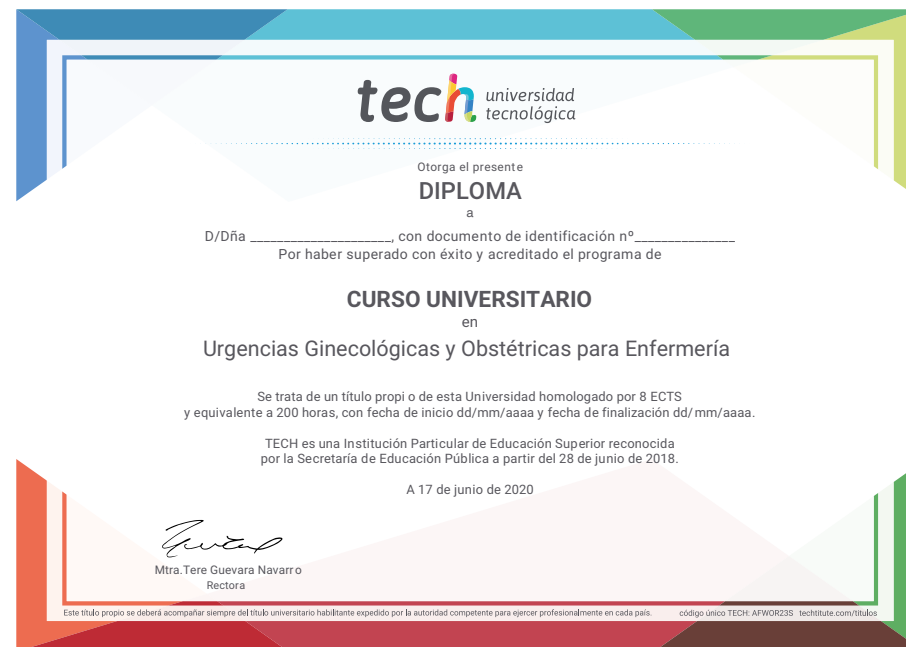 tech universidad
tecnológica
Otorga el presente
DIPLOMA
a
D/Dña _____________________, con documento de identificación nº_______________
Por haber superado con éxito y acreditado el programa de
CURSO UNIVERSITARIO
en
Urgencias Ginecológicas y Obstétricas para Enfermería
Se trata de un título propi o de esta Universidad homologado por 8 ECTS
y equivalente a 200 horas, con fecha de inicio dd/mm/aaaa y fecha de finalización dd/mm/aaaa.
TECH es una Institución Particular de Educación Superior reconocida
por la Secretaría de Educación Pública a partir del 28 de junio de 2018.
A 17 de junio de 2020
Mtra.Tere Guevara Navarro
Rectora
Este título propio se deberá acompañar siempre del título universitario habilitante expedido por la autoridad competente para ejercer profesionalmente en cada país. código único TECH: AFWOR23S techtitute.com/titulos